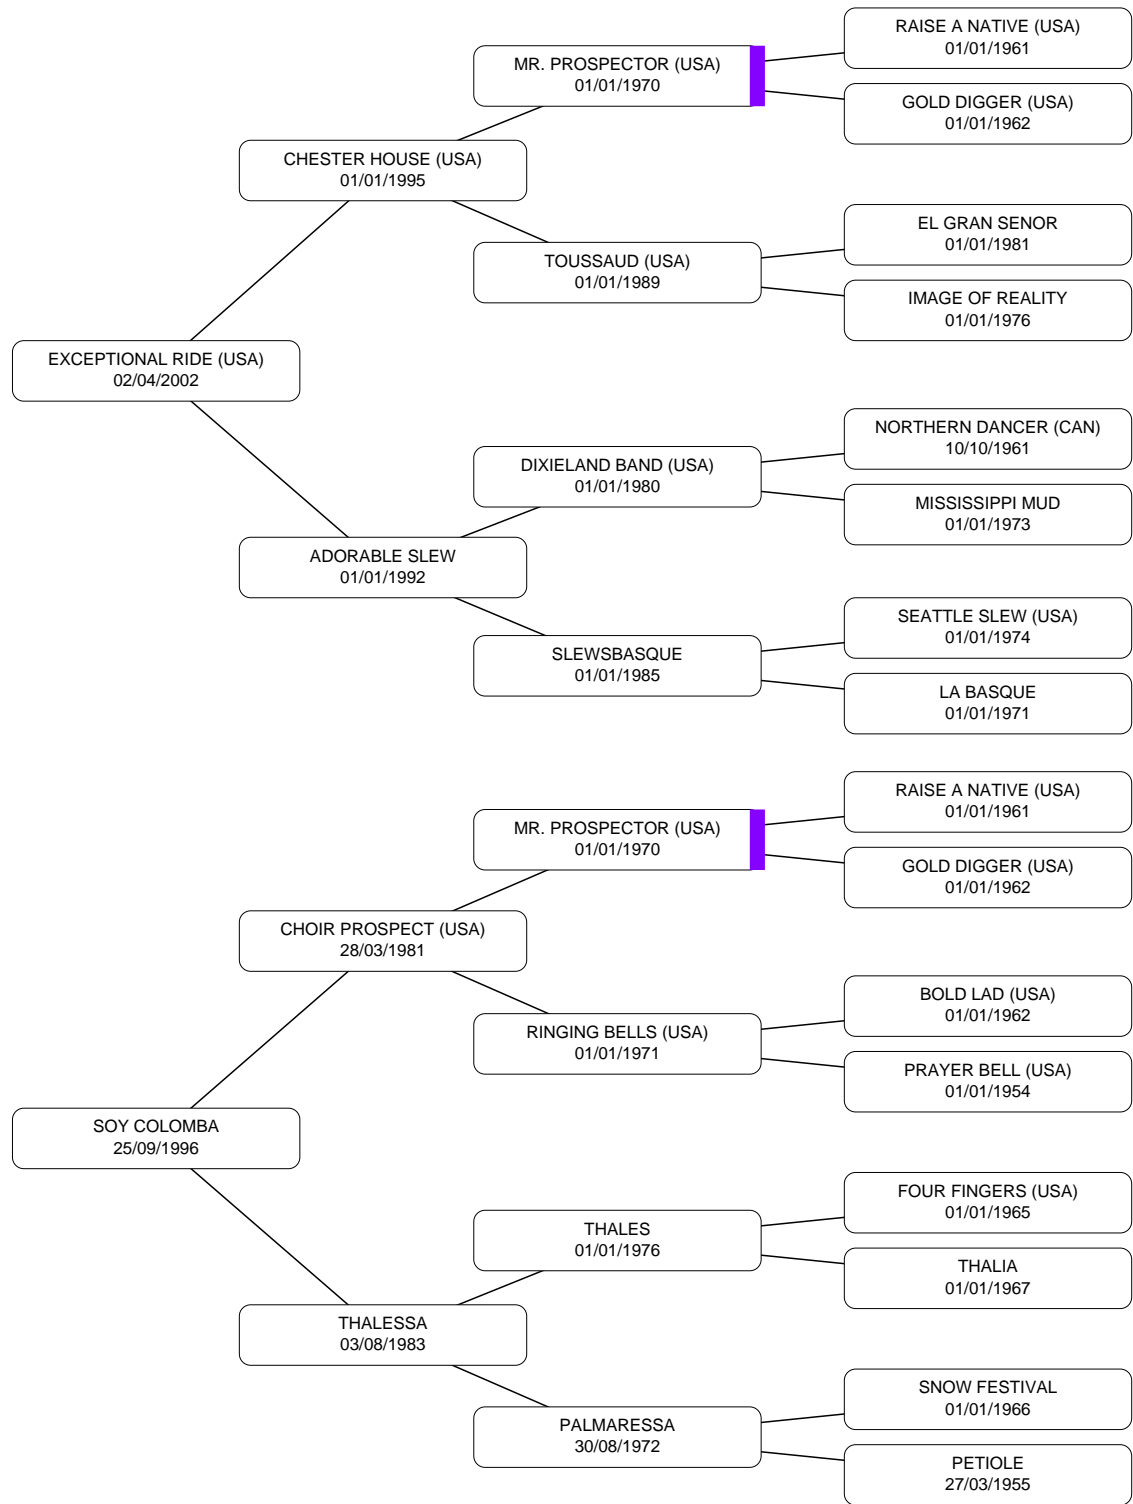 RAISE A NATIVE (USA)
01/01/1961
MR. PROSPECTOR (USA)
01/01/1970
GOLD DIGGER (USA)
01/01/1962
CHESTER HOUSE (USA)
01/01/1995
EL GRAN SENOR
01/01/1981
TOUSSAUD (USA)
01/01/1989
IMAGE OF REALITY
01/01/1976
EXCEPTIONAL RIDE (USA)
02/04/2002
NORTHERN DANCER (CAN)
10/10/1961
DIXIELAND BAND (USA)
01/01/1980
MISSISSIPPI MUD
01/01/1973
ADORABLE SLEW
01/01/1992
SEATTLE SLEW (USA)
01/01/1974
SLEWSBASQUE
01/01/1985
LA BASQUE
01/01/1971
RAISE A NATIVE (USA)
01/01/1961
MR. PROSPECTOR (USA)
01/01/1970
GOLD DIGGER (USA)
01/01/1962
CHOIR PROSPECT (USA)
28/03/1981
BOLD LAD (USA)
01/01/1962
RINGING BELLS (USA)
01/01/1971
PRAYER BELL (USA)
01/01/1954
SOY COLOMBA
25/09/1996
FOUR FINGERS (USA)
01/01/1965
THALES
01/01/1976
THALIA
01/01/1967
THALESSA
03/08/1983
SNOW FESTIVAL
01/01/1966
PALMARESSA
30/08/1972
PETIOLE
27/03/1955